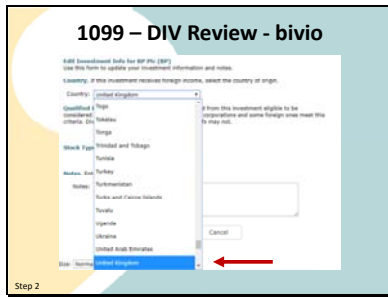 1099 – DIV Review - bivio
Edit Investment Info for BP Plc (BP)
Use this form to update your investment information and notes.
Country. If this investment received foreign income, select the country of origin.
Country: United Kingdom
Togo
Qualified from this investment eligible to be
Tokelau
considered corporations and some foreign ones meet this
Tonga
criteria. may not.
Trinidad and Tobago
Stock Type
Tunisia
Turkey
Notes.
Turkmenistan
Notes:
Turks and Caicos Islands
Tuvalu
Uganda
Cancel
Ukraine
United Arab Emirates
Size: Normal
United Kingdom
Step 2